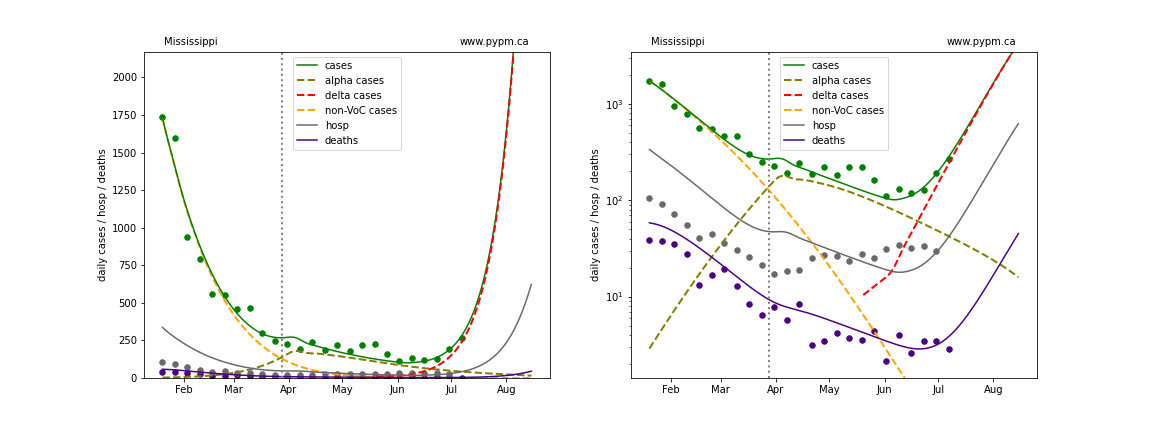 Mississippi www.pypm.ca
cases
alpha cases
delta cases
non-VoC cases
hosp
deaths
daily cases / hosp / deaths
2000
1750
1500
1250
1000
750
500
250
0
Feb Mar Apr May Jun Jul Aug
Mississippi www.pypm.ca
cases
alpha cases
delta cases
non-VoC cases
hosp
deaths
daily cases / hosp / deaths
10³
10²
10¹
Feb Mar Apr May Jun Jul Aug